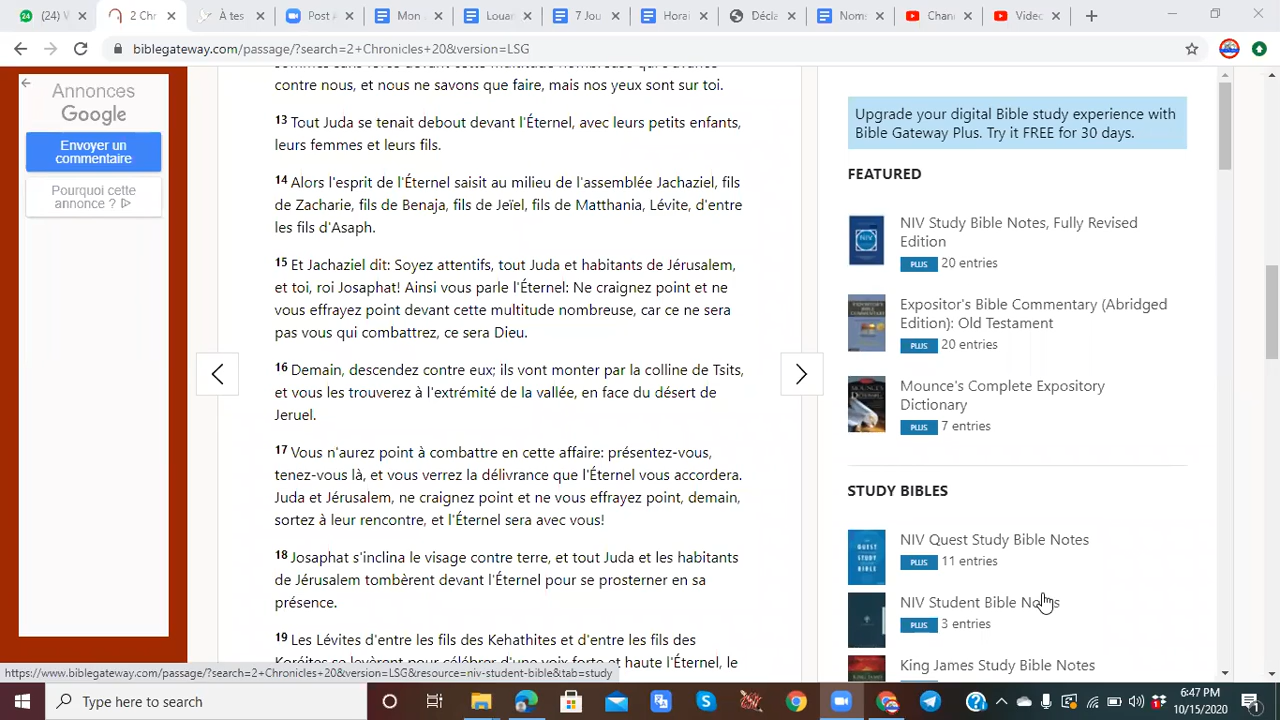 (24) V
2 Chr
À tes
Post A
Mon
Louan
7 Jou
Horai
Décla
Noms
Chann
Video
biblegateway.com/passage/?search=2+Chronicles+20&version=LSG
Annonces
Google
Envoyer un
commentaire
Pourquoi cette
annonce ?
contre nous, et nous ne savons que faire, mais nos yeux sont sur toi.
13 Tout Juda se tenait debout devant l'Éternel, avec leurs petits enfants,
leurs femmes et leurs fils.
14 Alors l'esprit de l'Éternel saisit au milieu de l'assemblée Jachaziel, fils
de Zacharie, fils de Benaja, fils de Jeïel, fils de Matthania, Lévite, d'entre
les fils d'Asaph.
15 Et Jachaziel dit: Soyez attentifs, tout Juda et habitants de Jérusalem,
et toi, roi Josaphat! Ainsi vous parle l'Éternel: Ne craignez point et ne
vous effrayez point devant cette multitude nombreuse, car ce ne sera
pas vous qui combattrez, ce sera Dieu.
16 Demain, descendez contre eux; ils vont monter par la colline de Tsits,
et vous les trouverez à l'extrémité de la vallée, en face du désert de
Jeruel.
17 Vous n'aurez point à combattre en cette affaire: présentez-vous,
tenez-vous là, et vous verrez la délivrance que l'Éternel vous accordera.
Juda et Jérusalem, ne craignez point et ne vous effrayez point, demain,
sortez à leur rencontre, et l'Éternel sera avec vous!
18 Josaphat s'inclina le visage contre terre, et tout Juda et les habitants
de Jérusalem tombèrent devant l'Éternel pour se prosterner en sa
présence.
19 Les Lévites d'entre les fils des Kehathites et d'entre les fils des
Koréites se levèrent pour célébrer d'une voix forte et haute l'Éternel, le
Upgrade your digital Bible study experience with
Bible Gateway Plus. Try it FREE for 30 days.
FEATURED
NIV Study Bible Notes, Fully Revised
Edition
PLUS 20 entries
Expositor's Bible Commentary (Abridged
Edition): Old Testament
PLUS 20 entries
Mounce's Complete Expository
Dictionary
PLUS 7 entries
STUDY BIBLES
NIV Quest Study Bible Notes
PLUS 11 entries
NIV Student Bible Notes
PLUS 3 entries
King James Study Bible Notes
https://www.biblegateway.com/passage/?search=2+Chronicles+20&version=LSG&resource=niv-student-bible&tab=study
Type here to search
6:47 PM
10/15/2020